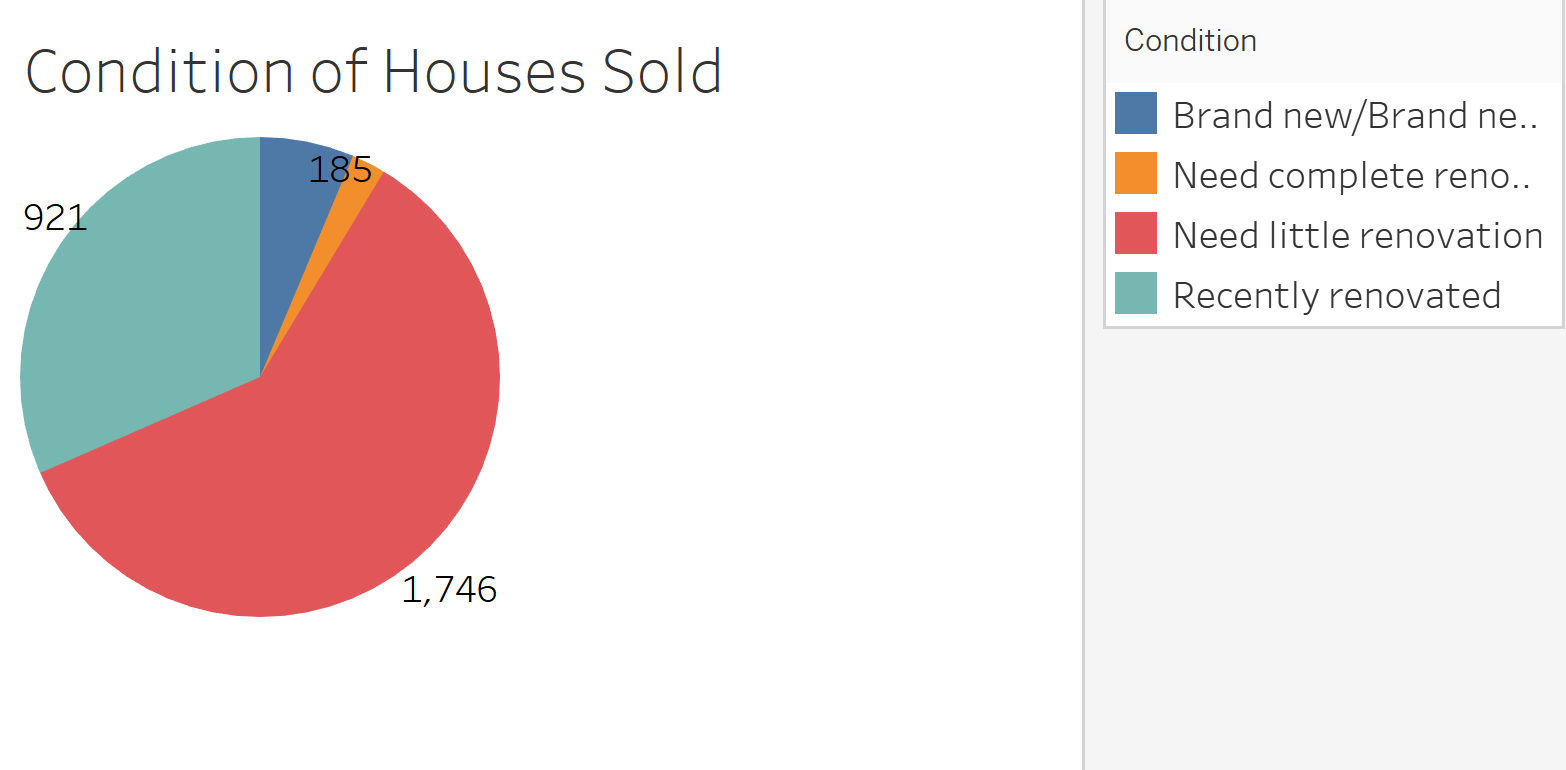 Condition of Houses Sold
185
921
1,746
Condition
Brand new/Brand ne..
Need complete reno..
Need little renovation
Recently renovated